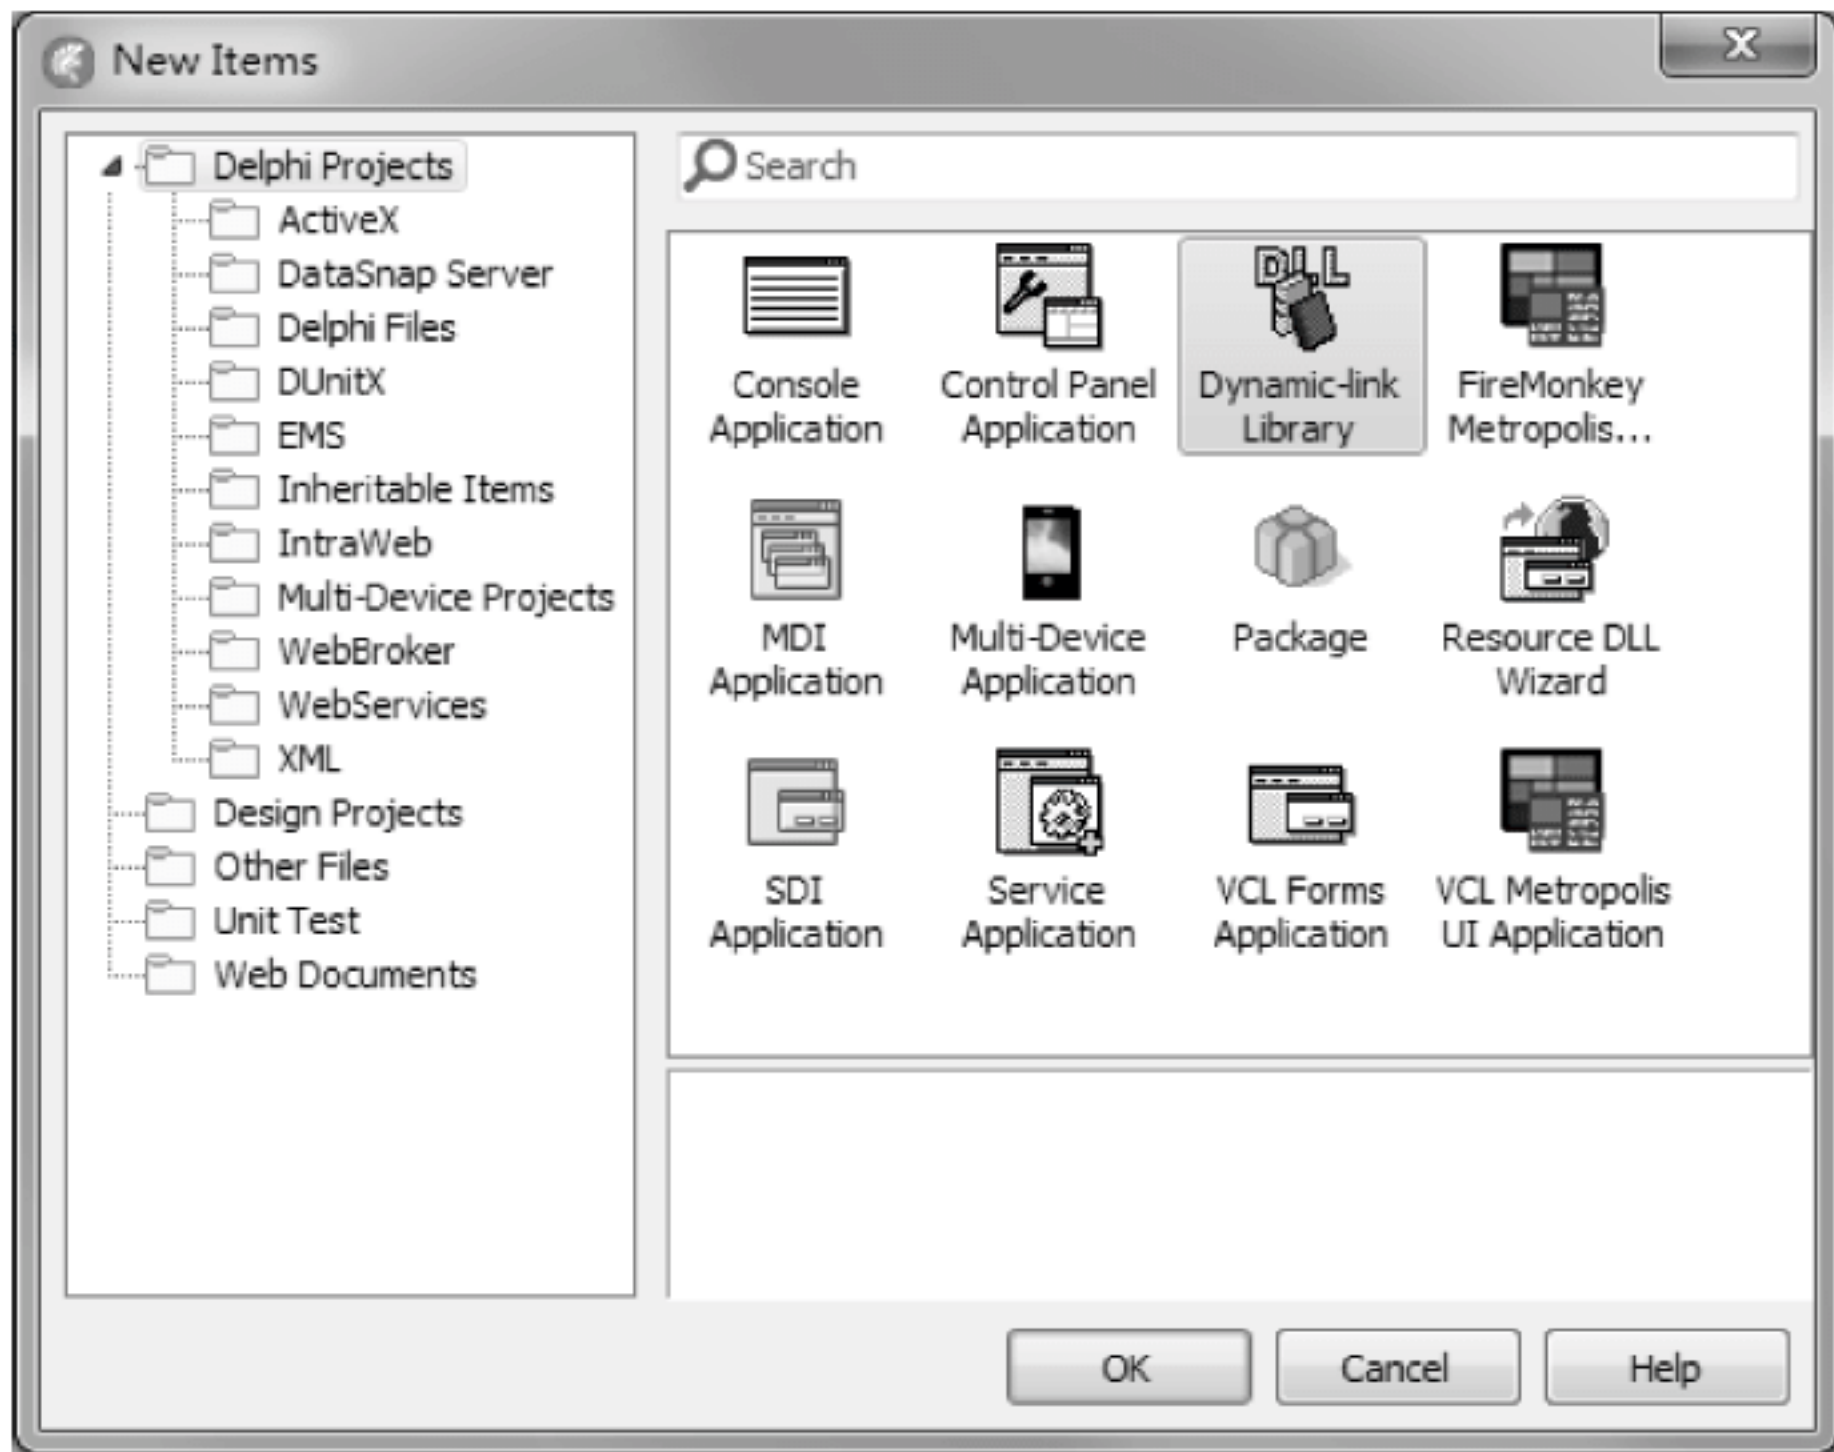 New Items
X
Delphi Projects
ActiveX
DataSnap Server
Delphi Files
DUnitX
EMS
Inheritable Items
IntraWeb
Multi-Device Projects
WebBroker
WebServices
XML
Design Projects
Other Files
Unit Test
Web Documents
Search
DLL
Console
Application
Control Panel
Application
Dynamic-link
Library
FireMonkey
Metropolis...
MDI
Application
Multi-Device
Application
Package
Resource DLL
Wizard
SDI
Application
Service
Application
VCL Forms
Application
VCL Metropolis
UI Application
OK
Cancel
Help